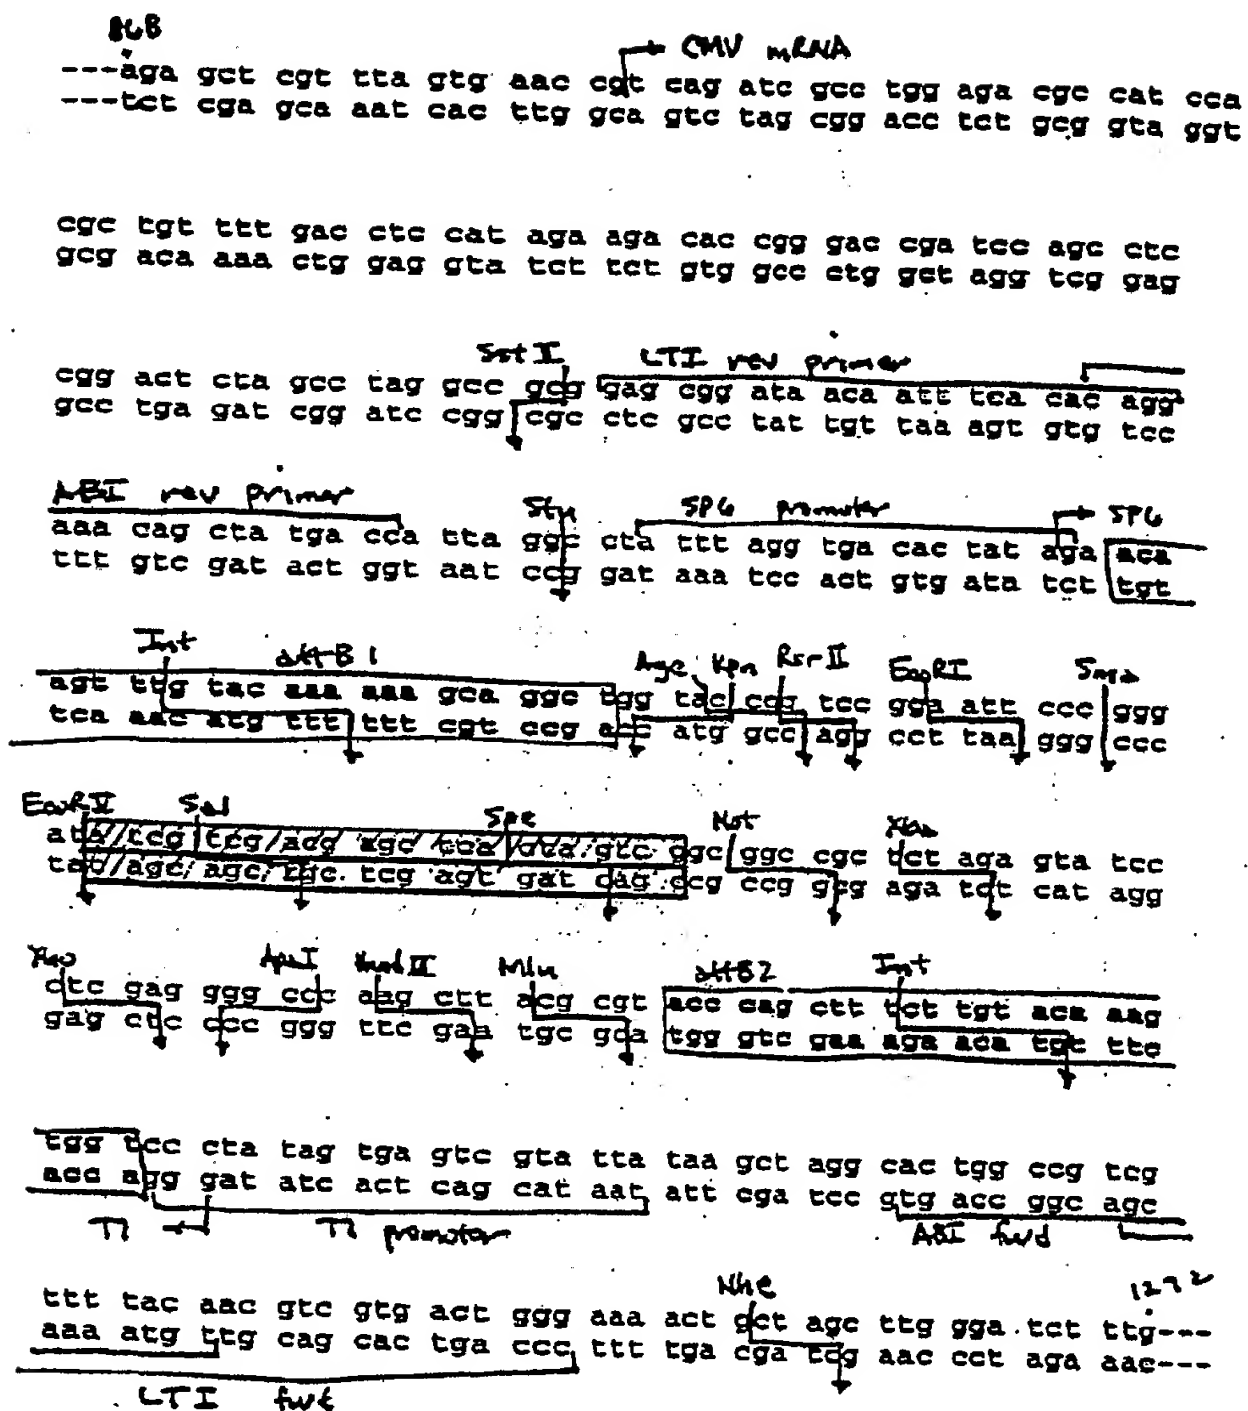 CMV mRNA
---aga gct cgt tta gtg aac cgt cag atc gcc tgg aga cgc cat cca
---tct cga gca aat cac ttg gca gtc tag cgg acc tct gcg gta ggt
cgc tgt ttt gac ctc cat aga aga cac cgg gac cga tcc agc ctc
gcg aca aaa ctg gag gta tct tct gtg gcc ctg gct agg tcg gag
Sst II LTI rev primer
cgg act cta gcc tag gcc gcg gag cgg ata aca att tca cac agg
gcc tga gat cgg atc cgg cgc ctc gcc tat tgt taa agt gtg tcc
ABI rev primer Stu SP6 promoter SP6
aaa cag cta tga cca tta ggc cta ttt agg tga cac tat aga aca
ttt gtc gat act ggt aat ccg gat aaa tcc act gtg ata tct tgt
Int attB1 Age Kpn Rsr II EcoRI Sma
agt ttg tac aaa aaa gca ggc tgg tac ccg tcc gga att ccc ggg
tca aac atg ttt ttt cgt ccg acc atg gcc agg cct taa ggg ccc
EcoRV Sal Spe Not Xba
ata tcg tcg acg agc tca cta gtc ggc ggc cgc tct aga gta tcc
tat agc agc tgc tcg agt gat cag ccg ccg gcg aga tct cat agg
Xho ApaI Hind III Mlu attB2 Int
ctc gag ggg ccc aag ctt acg cgt acc cag ctt tct tgt aca aag
gag ctc ccc ggg ttc gaa tgc gca tgg gtc gaa aga aca tgt ttc
tgg tcc cta tag tga gtc gta tta taa gct agg cac tgg ccg tcg
acc agg gat atc act cag cat aat att cga tcc gtg acc ggc agc
T7 T7 promoter ABI fwd
Nhe 1292
ttt tac aac gtc gtg act ggg aaa act gct agc ttg gga tct ttg---
aaa atg ttg cag cac tga ccc ttt tga cga tcg aac cct aga aac---
LTI